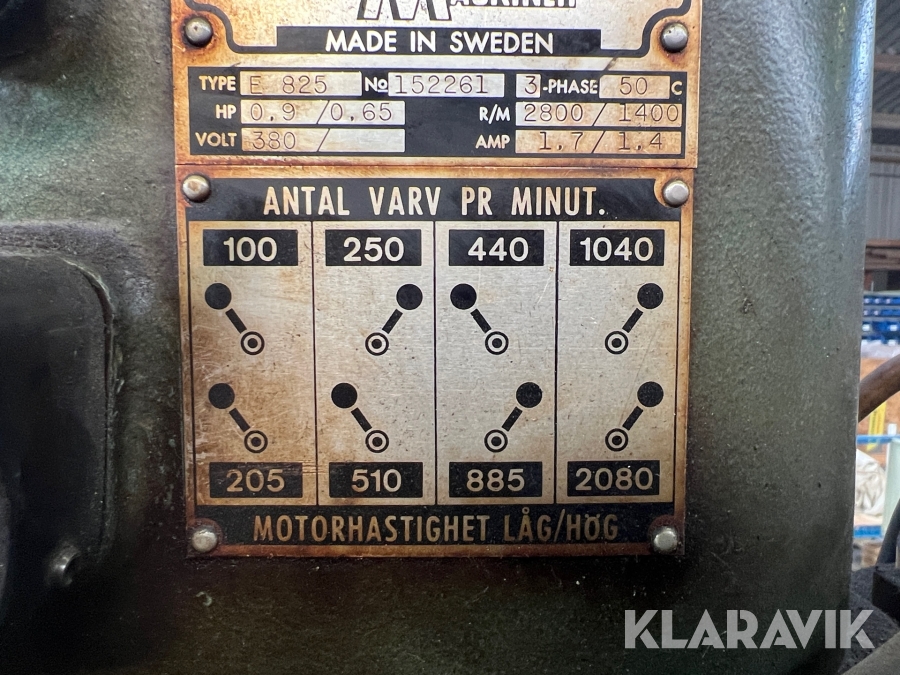 MADE IN SWEDEN
TYPE E 825 No 152261 3-PHASE 50 C
HP 0,9 / 0,65 R/M 2800 / 1400
VOLT 380 / AMP 1,7 / 1,4
ANTAL VARV PR MINUT.
100 250 440 1040
205 510 885 2080
MOTORHASTIGHET LÅG/HÖG
KLARAVIK